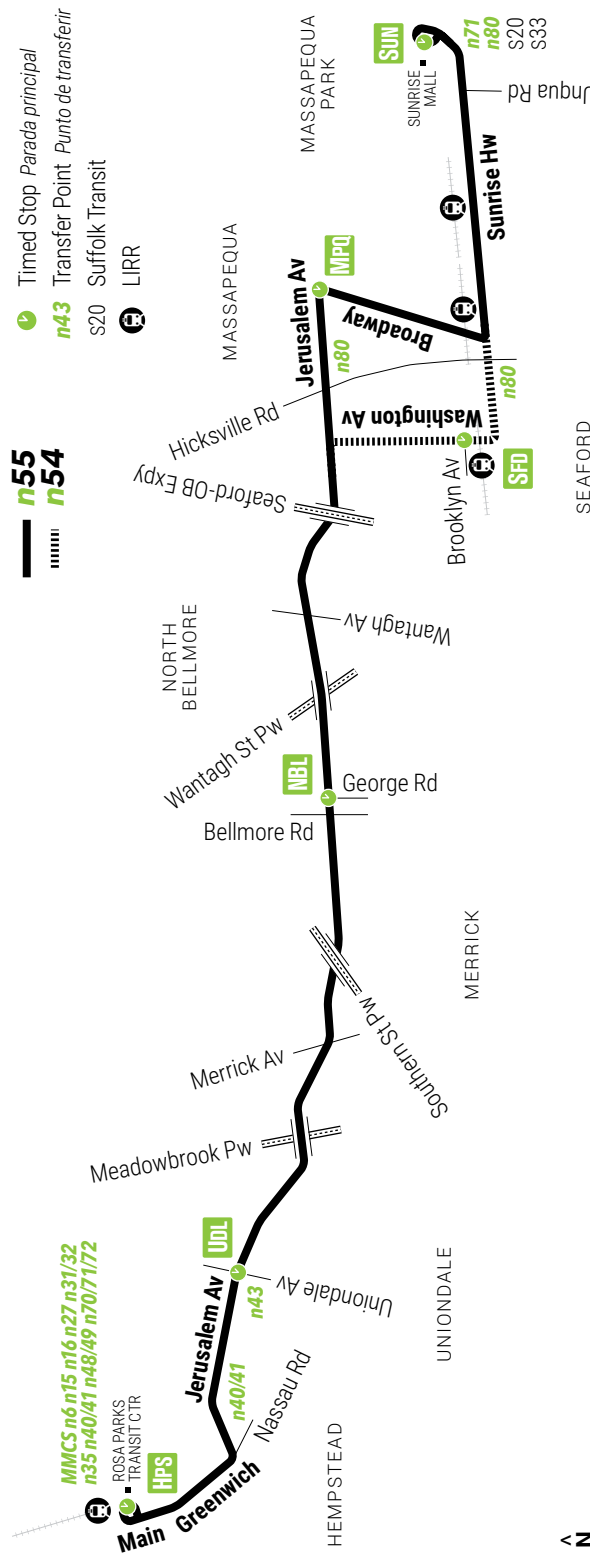 n55
n54
Timed Stop Parada principal
n43 Transfer Point Punto de transferir
S20 Suffolk Transit
LIRR
MMCS n6 n15 n16 n27 n31/32
n35 n40/41 n48/49 n70/71/72
ROSA PARKS
TRANSIT CTR
HPS
Main
Greenwich
HEMPSTEAD
Nassau Rd
n40/41
Jerusalem Av
n43
UDL
Uniondale Av
UNIONDALE
Meadowbrook Pw
Merrick Av
Southern St Pw
MERRICK
Bellmore Rd
NBL
George Rd
Wantagh St Pw
NORTH
BELLMORE
Wantagh Av
Seaford-OB Expy
Hicksville Rd
Jerusalem Av
n80
MPQ
MASSAPEQUA
Washington Av
Broadway
Brooklyn Av
SFD
n80
SEAFORD
MASSAPEQUA
PARK
Sunrise Hw
Unqua Rd
SUN
SUNRISE
MALL
n71
n80
S20
S33
<N